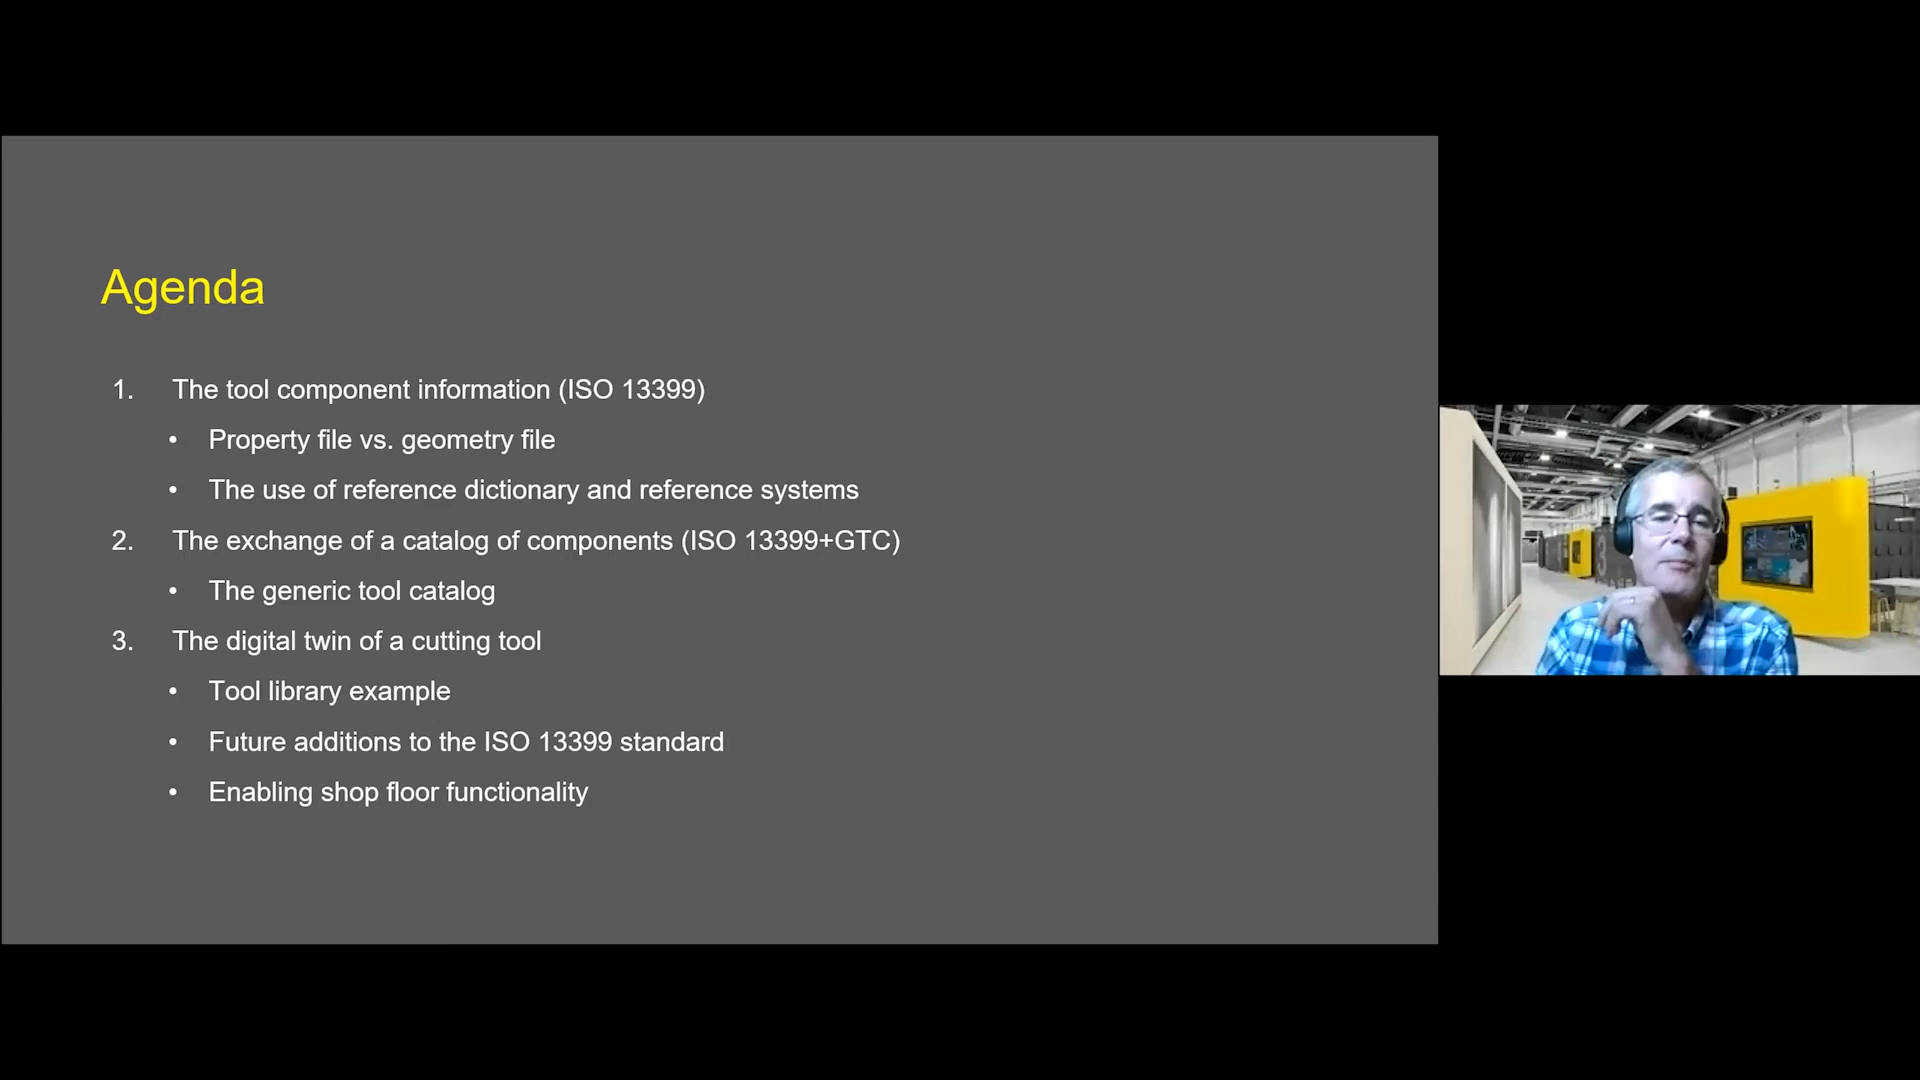 Agenda
1. The tool component information (ISO 13399)
• Property file vs. geometry file
• The use of reference dictionary and reference systems
2. The exchange of a catalog of components (ISO 13399+GTC)
• The generic tool catalog
3. The digital twin of a cutting tool
• Tool library example
• Future additions to the ISO 13399 standard
• Enabling shop floor functionality
3